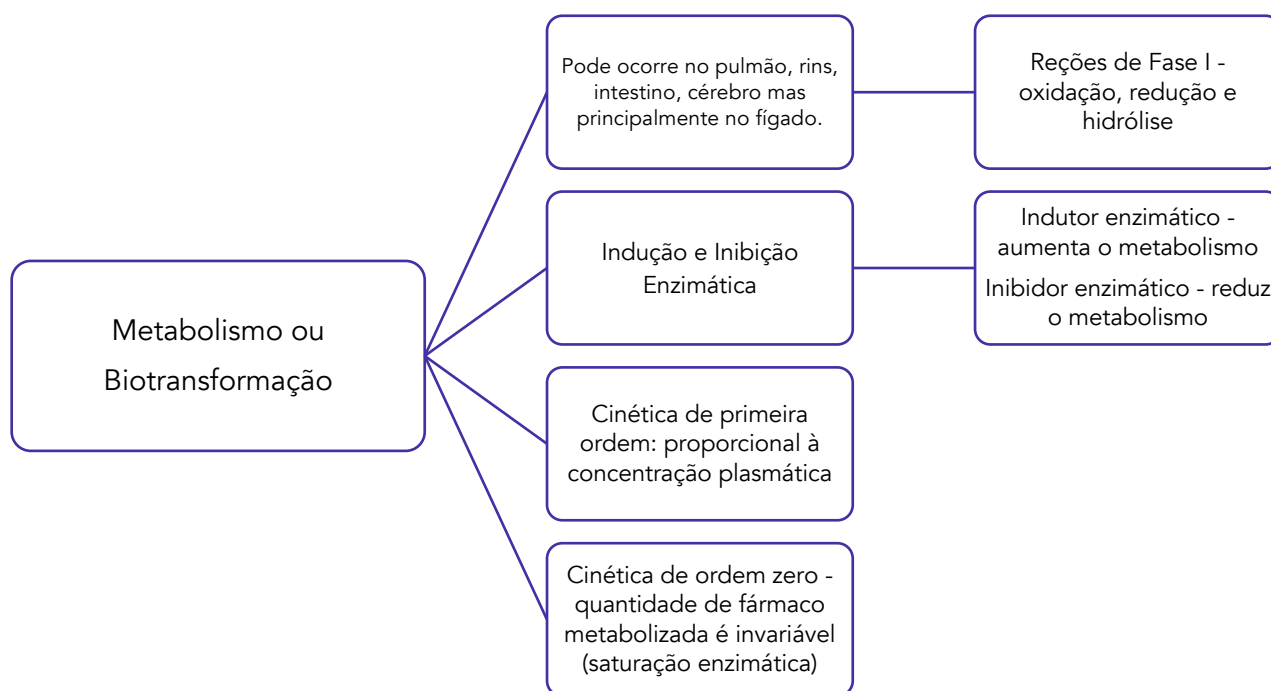 Metabolismo ou
Biotransformação
Pode ocorre no pulmão, rins,
intestino, cérebro mas
principalmente no fígado.
Reções de Fase I -
oxidação, redução e
hidrólise
Indução e Inibição
Enzimática
Indutor enzimático -
aumenta o metabolismo
Inibidor enzimático - reduz
o metabolismo
Cinética de primeira
ordem: proporcional à
concentração plasmática
Cinética de ordem zero -
quantidade de fármaco
metabolizada é invariável
(saturação enzimática)